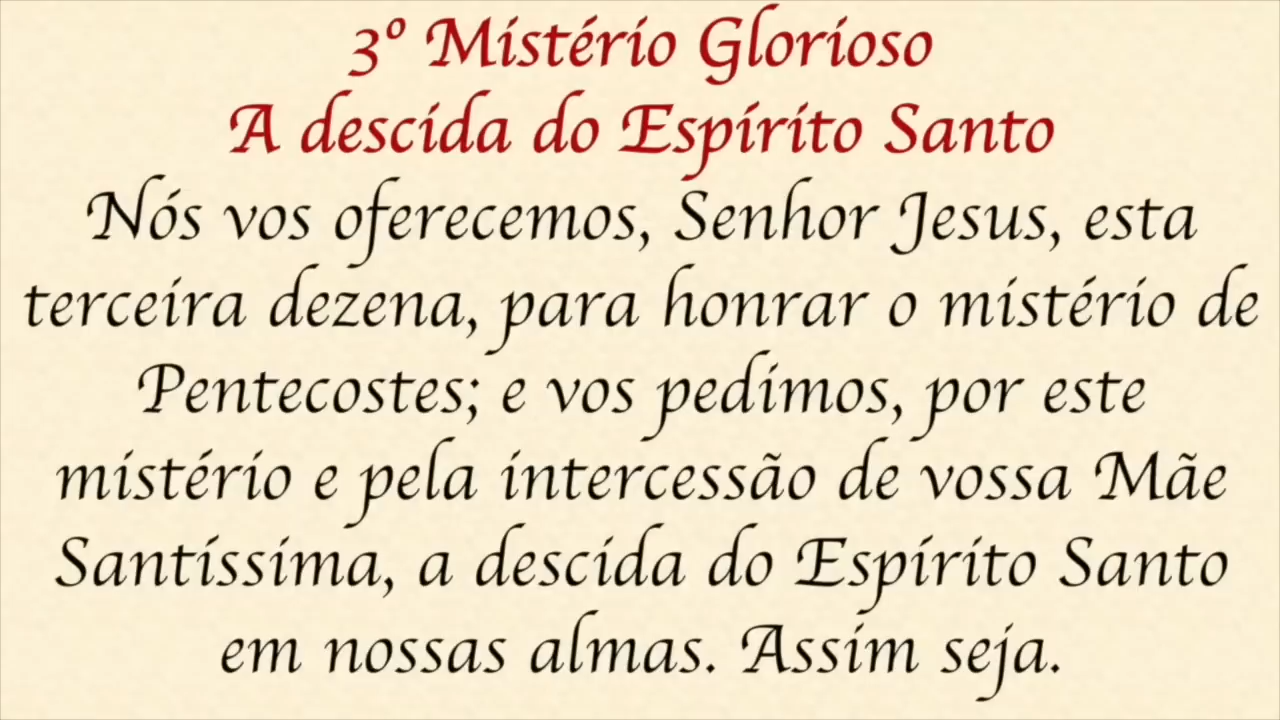 3º Mistério Glorioso
A descida do Espírito Santo
Nós vos oferecemos, Senhor Jesus, esta
terceira dezena, para honrar o mistério de
Pentecostes; e vos pedimos, por este
mistério e pela intercessão de vossa Mãe
Santíssima, a descida do Espírito Santo
em nossas almas. Assim seja.